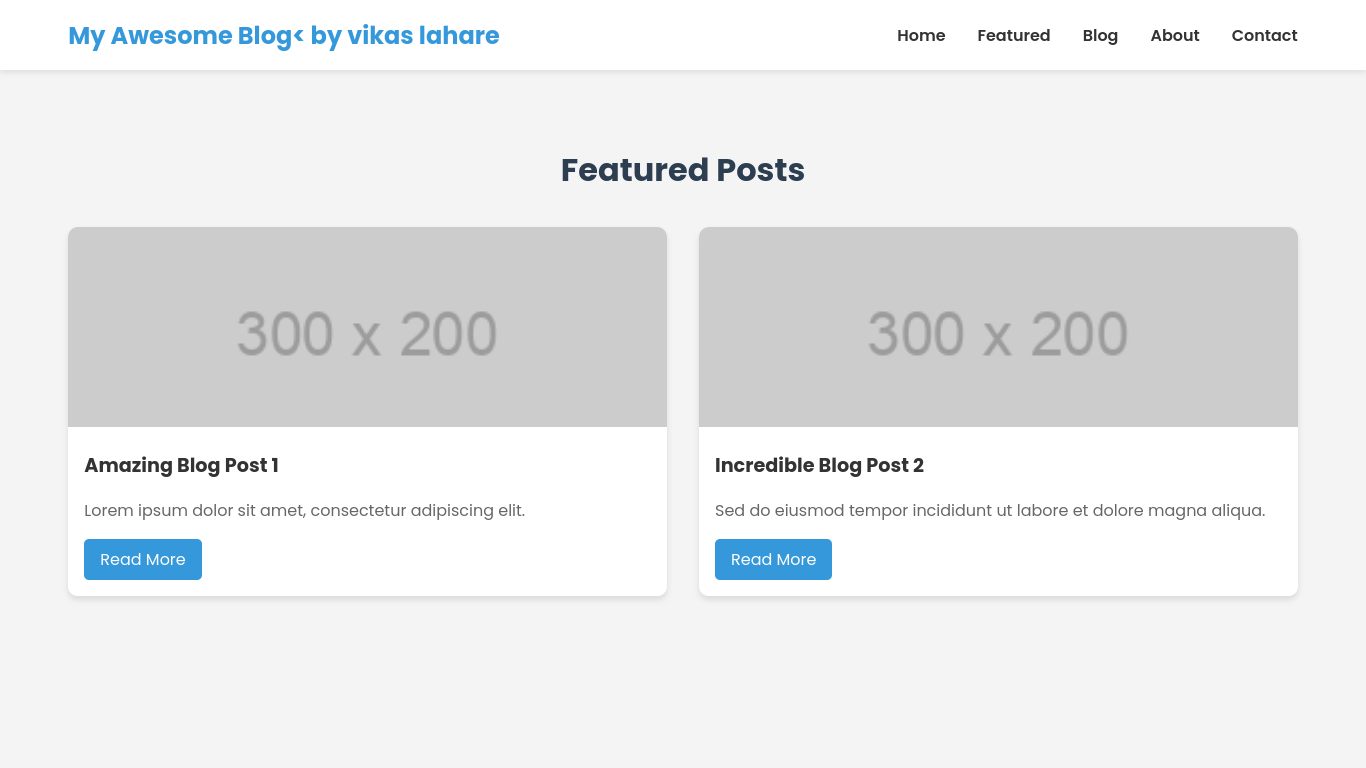 My Awesome Blog< by vikas lahare
Home Featured Blog About Contact
Featured Posts
300 x 200
300 x 200
Amazing Blog Post 1
Lorem ipsum dolor sit amet, consectetur adipiscing elit.
Read More
Incredible Blog Post 2
Sed do eiusmod tempor incididunt ut labore et dolore magna aliqua.
Read More